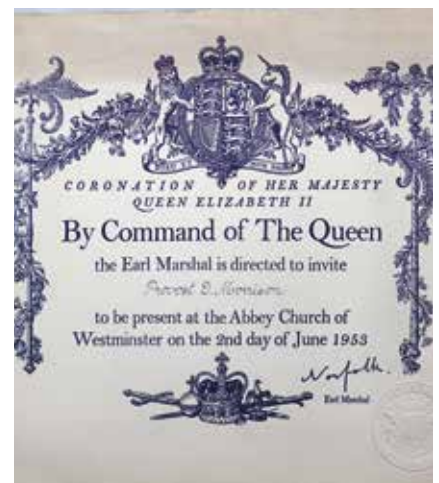 CORONATION OF HER MAJESTY
QUEEN ELIZABETH II
By Command of The Queen
the Earl Marshal is directed to invite
Provost D. Morrison
to be present at the Abbey Church of
Westminster on the 2nd day of June 1953
Norfolk.
Earl Marshal